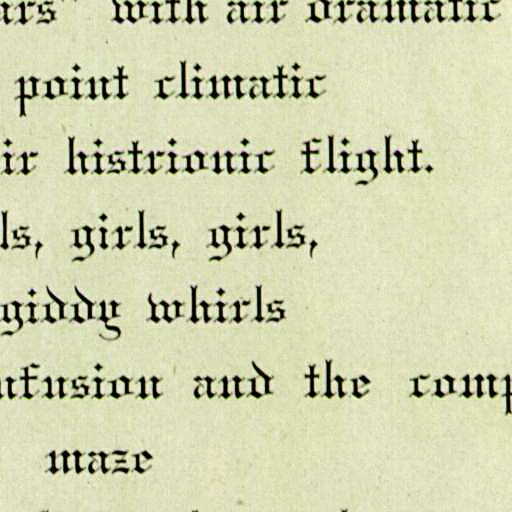 ars" with air dramatic
point climatic
ir histrionic flight.
ls, girls, girls,
giddy whirls
nfusion and the comp
maze